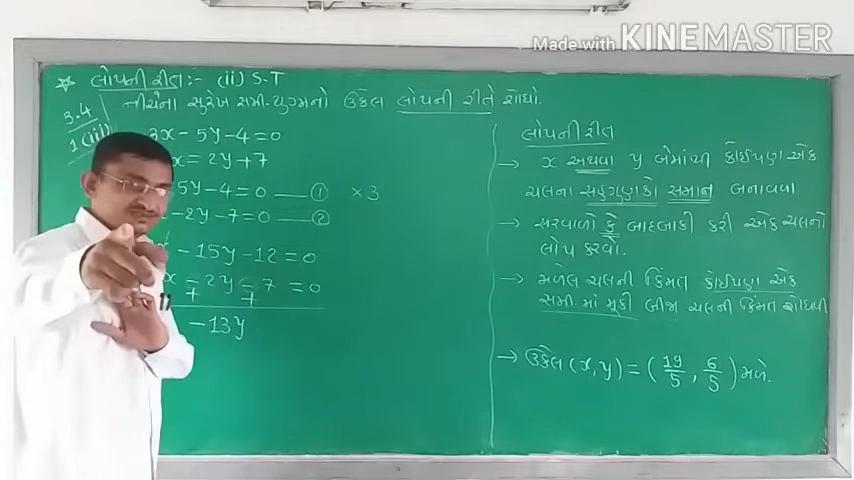 Made with KINEMASTER
☆ લોપની રીત :- (ii) S.T
નીચેના સુરેખ સમી. યુગ્મનો ઉકેલ લોપની રીતે શોધો.
3.4
1(iii)
3x - 5y - 4 = 0
x = 2y + 7
5y - 4 = 0 —— ① × 3
- 2y - 7 = 0 —— ②
- 15y - 12 = 0
x - 2y - 7 = 0
+ +
- 13y
લોપની રીત
→ x અથવા y બેમાંથી કોઈપણ એક
ચલના સહગુણકો સમાન બનાવવા
→ સરવાળો કે બાદબાકી કરી એક ચલનો
લોપ કરવો.
→ મળેલ ચલની કિંમત કોઈપણ એક
સમી. માં મૂકી બીજા ચલની કિંમત શોધવી
→ ઉકેલ (x, y) = (19/5, 6/5) મળે.